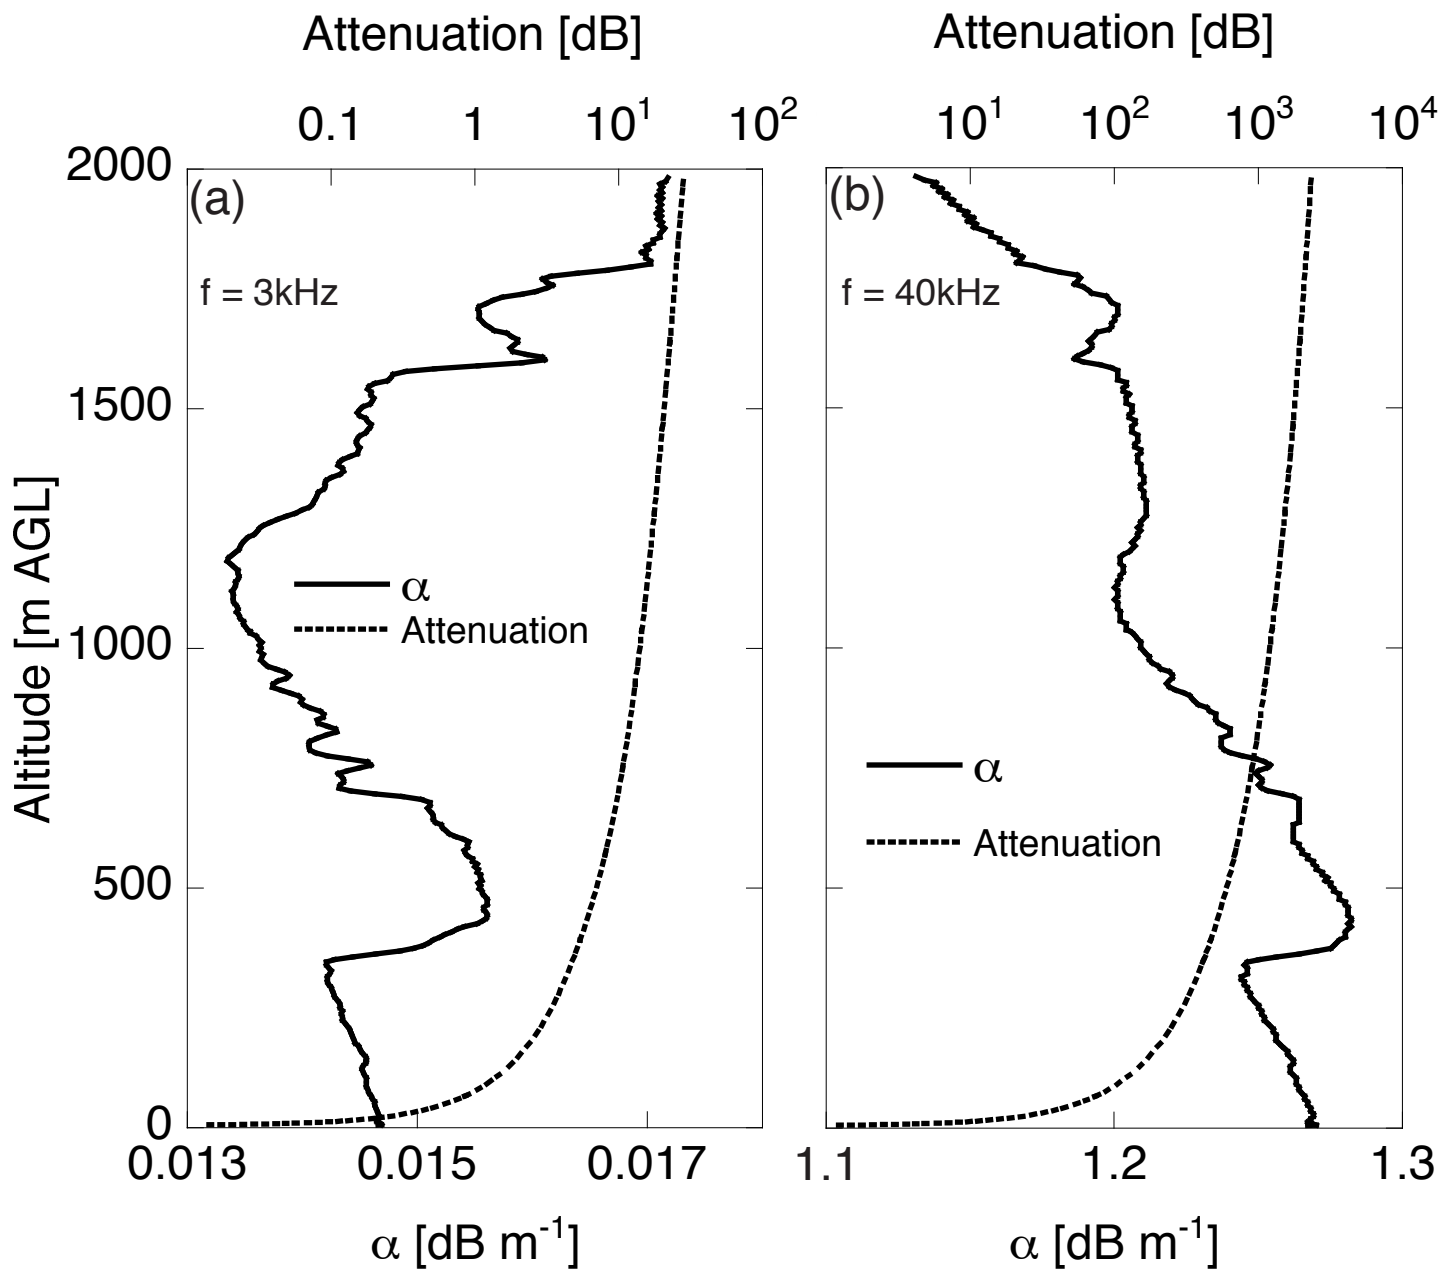 Attenuation [dB] Attenuation [dB]
0.1 1 10¹ 10² 10¹ 10² 10³ 10⁴
2000
(a) (b)
f = 3kHz f = 40kHz
1500
Altitude [m AGL]
α
Attenuation
1000
α
Attenuation
500
0
0.013 0.015 0.017 1.1 1.2 1.3
α [dB m⁻¹] α [dB m⁻¹]